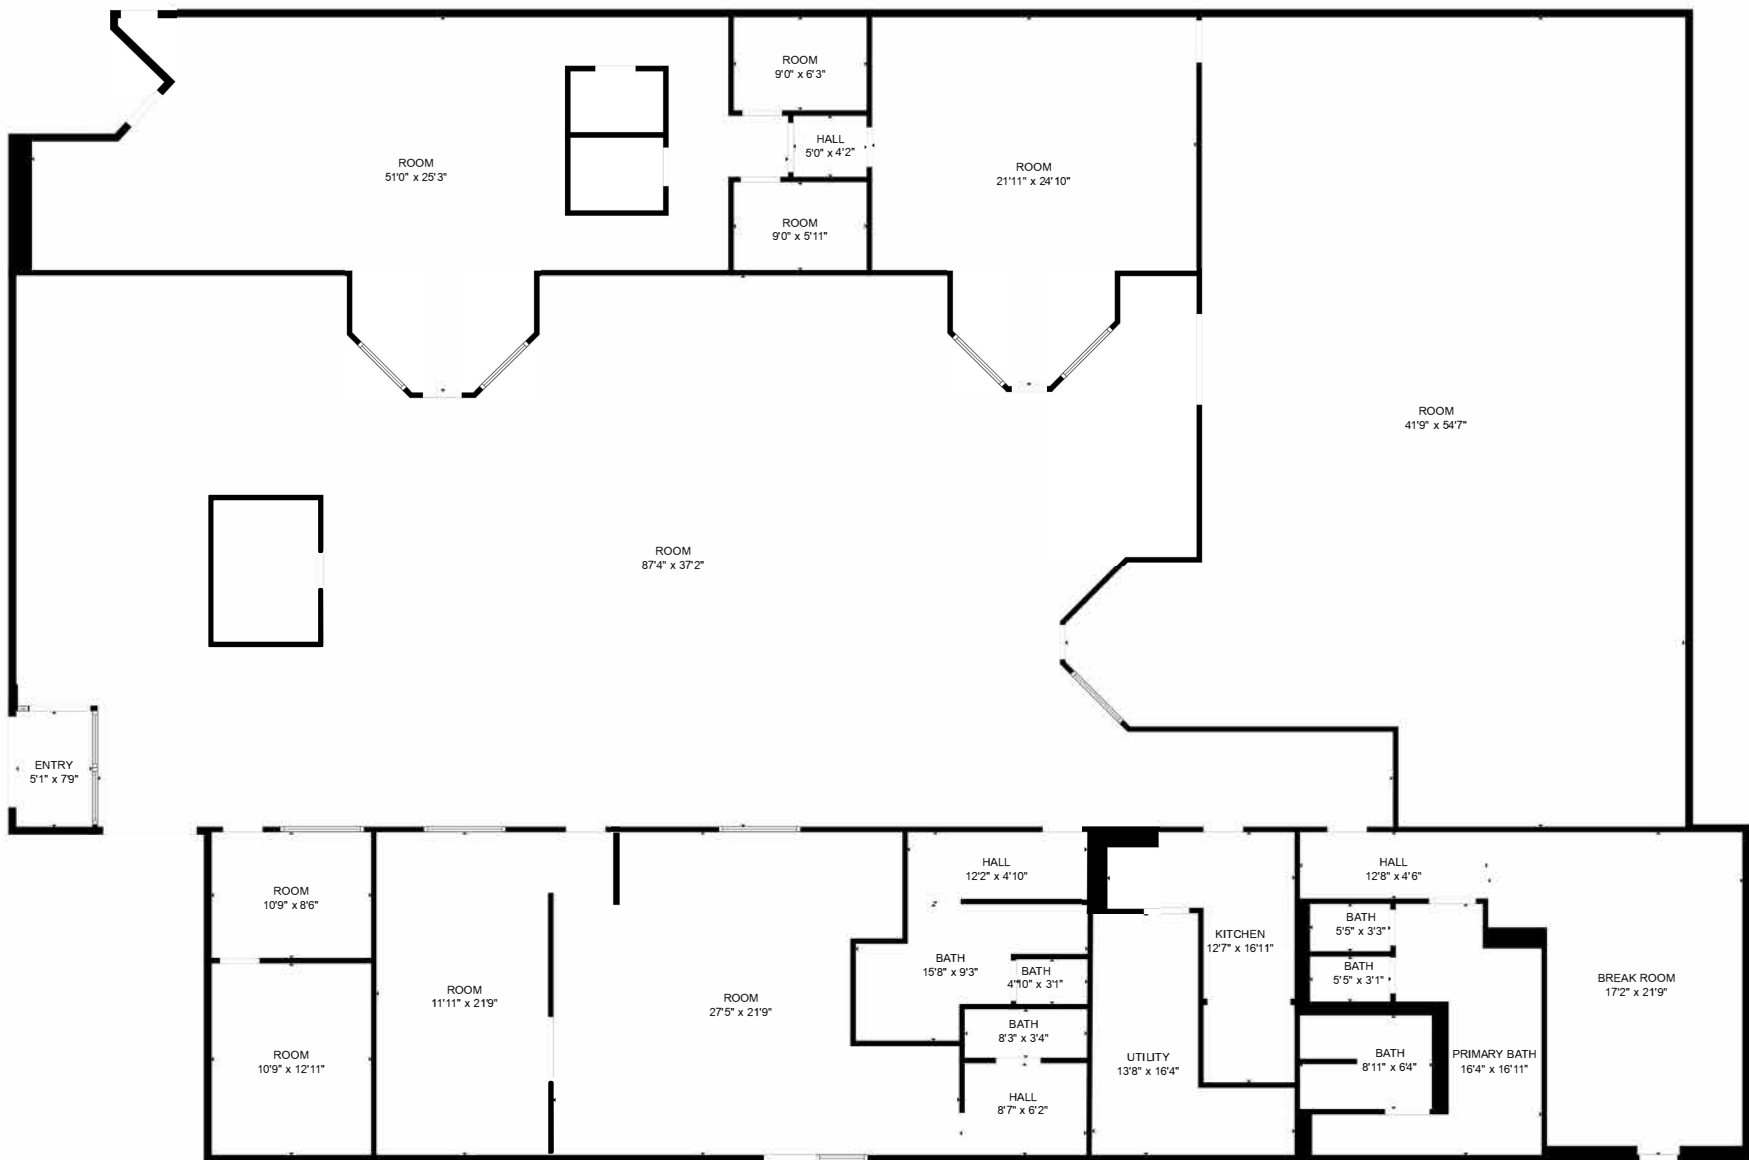 ROOM
9'0" x 6'3"
HALL
5'0" x 4'2"
ROOM
51'0" x 25'3"
ROOM
21'11" x 24'10"
ROOM
9'0" x 5'11"
ROOM
41'9" x 54'7"
ROOM
87'4" x 37'2"
ENTRY
5'1" x 7'9"
ROOM
10'9" x 8'6"
HALL
12'2" x 4'10"
HALL
12'8" x 4'6"
BATH
5'5" x 3'3"
KITCHEN
12'7" x 16'11"
BATH
15'8" x 9'3"
BATH
4'10" x 3'1"
BATH
5'5" x 3'1"
BREAK ROOM
17'2" x 21'9"
ROOM
11'11" x 21'9"
ROOM
27'5" x 21'9"
BATH
8'3" x 3'4"
ROOM
10'9" x 12'11"
UTILITY
13'8" x 16'4"
BATH
8'11" x 6'4"
PRIMARY BATH
16'4" x 16'11"
HALL
8'7" x 6'2"